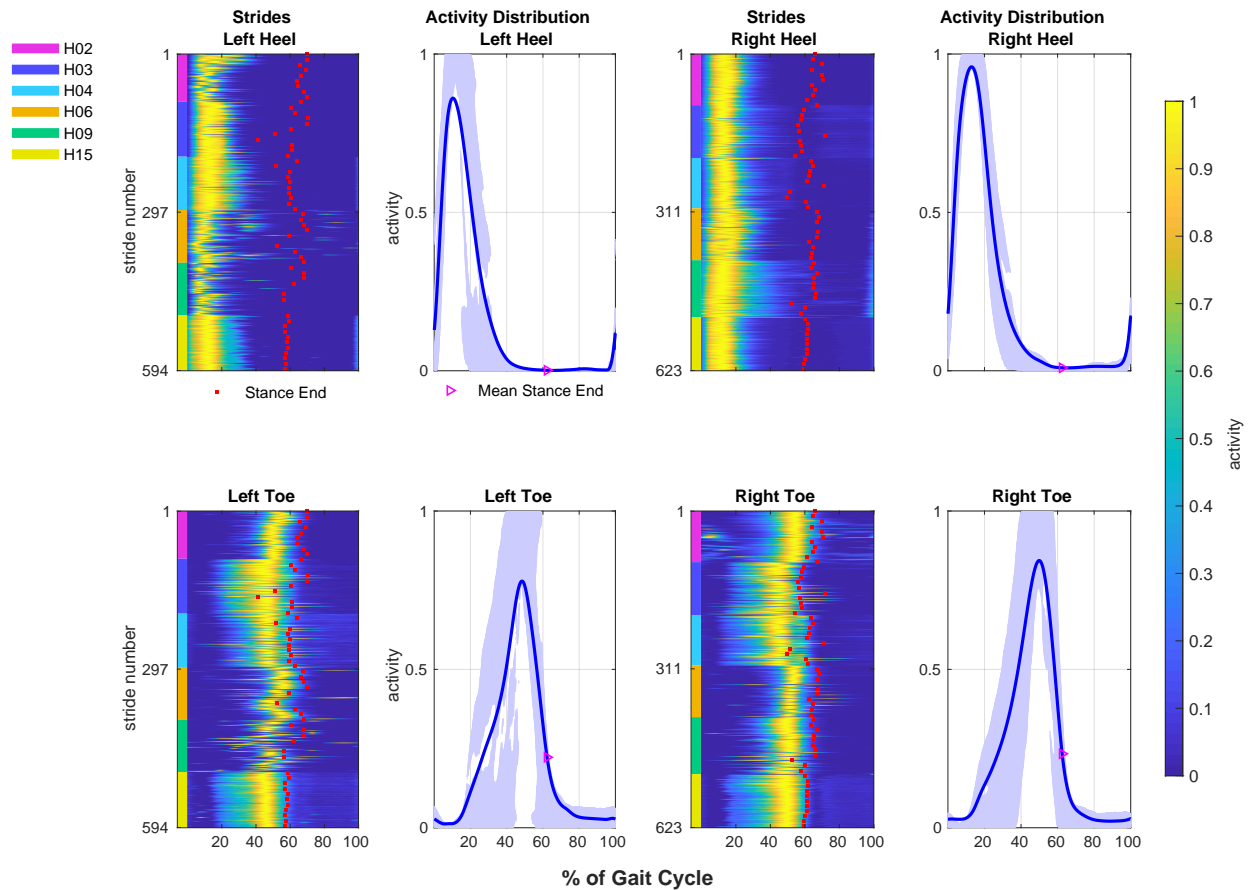 Strides
Left Heel
Activity Distribution
Left Heel
Strides
Right Heel
Activity Distribution
Right Heel
H02
H03
H04
H06
H09
H15
1
297
594
stride number
Stance End
1
0.5
0
activity
Mean Stance End
1
311
623
1
0.5
0
1
0.9
0.8
0.7
0.6
0.5
0.4
0.3
0.2
0.1
0
activity
Left Toe
Left Toe
Right Toe
Right Toe
1
297
594
stride number
20 40 60 80 100
1
0.5
0
activity
20 40 60 80 100
1
311
623
20 40 60 80 100
1
0.5
0
20 40 60 80 100
% of Gait Cycle